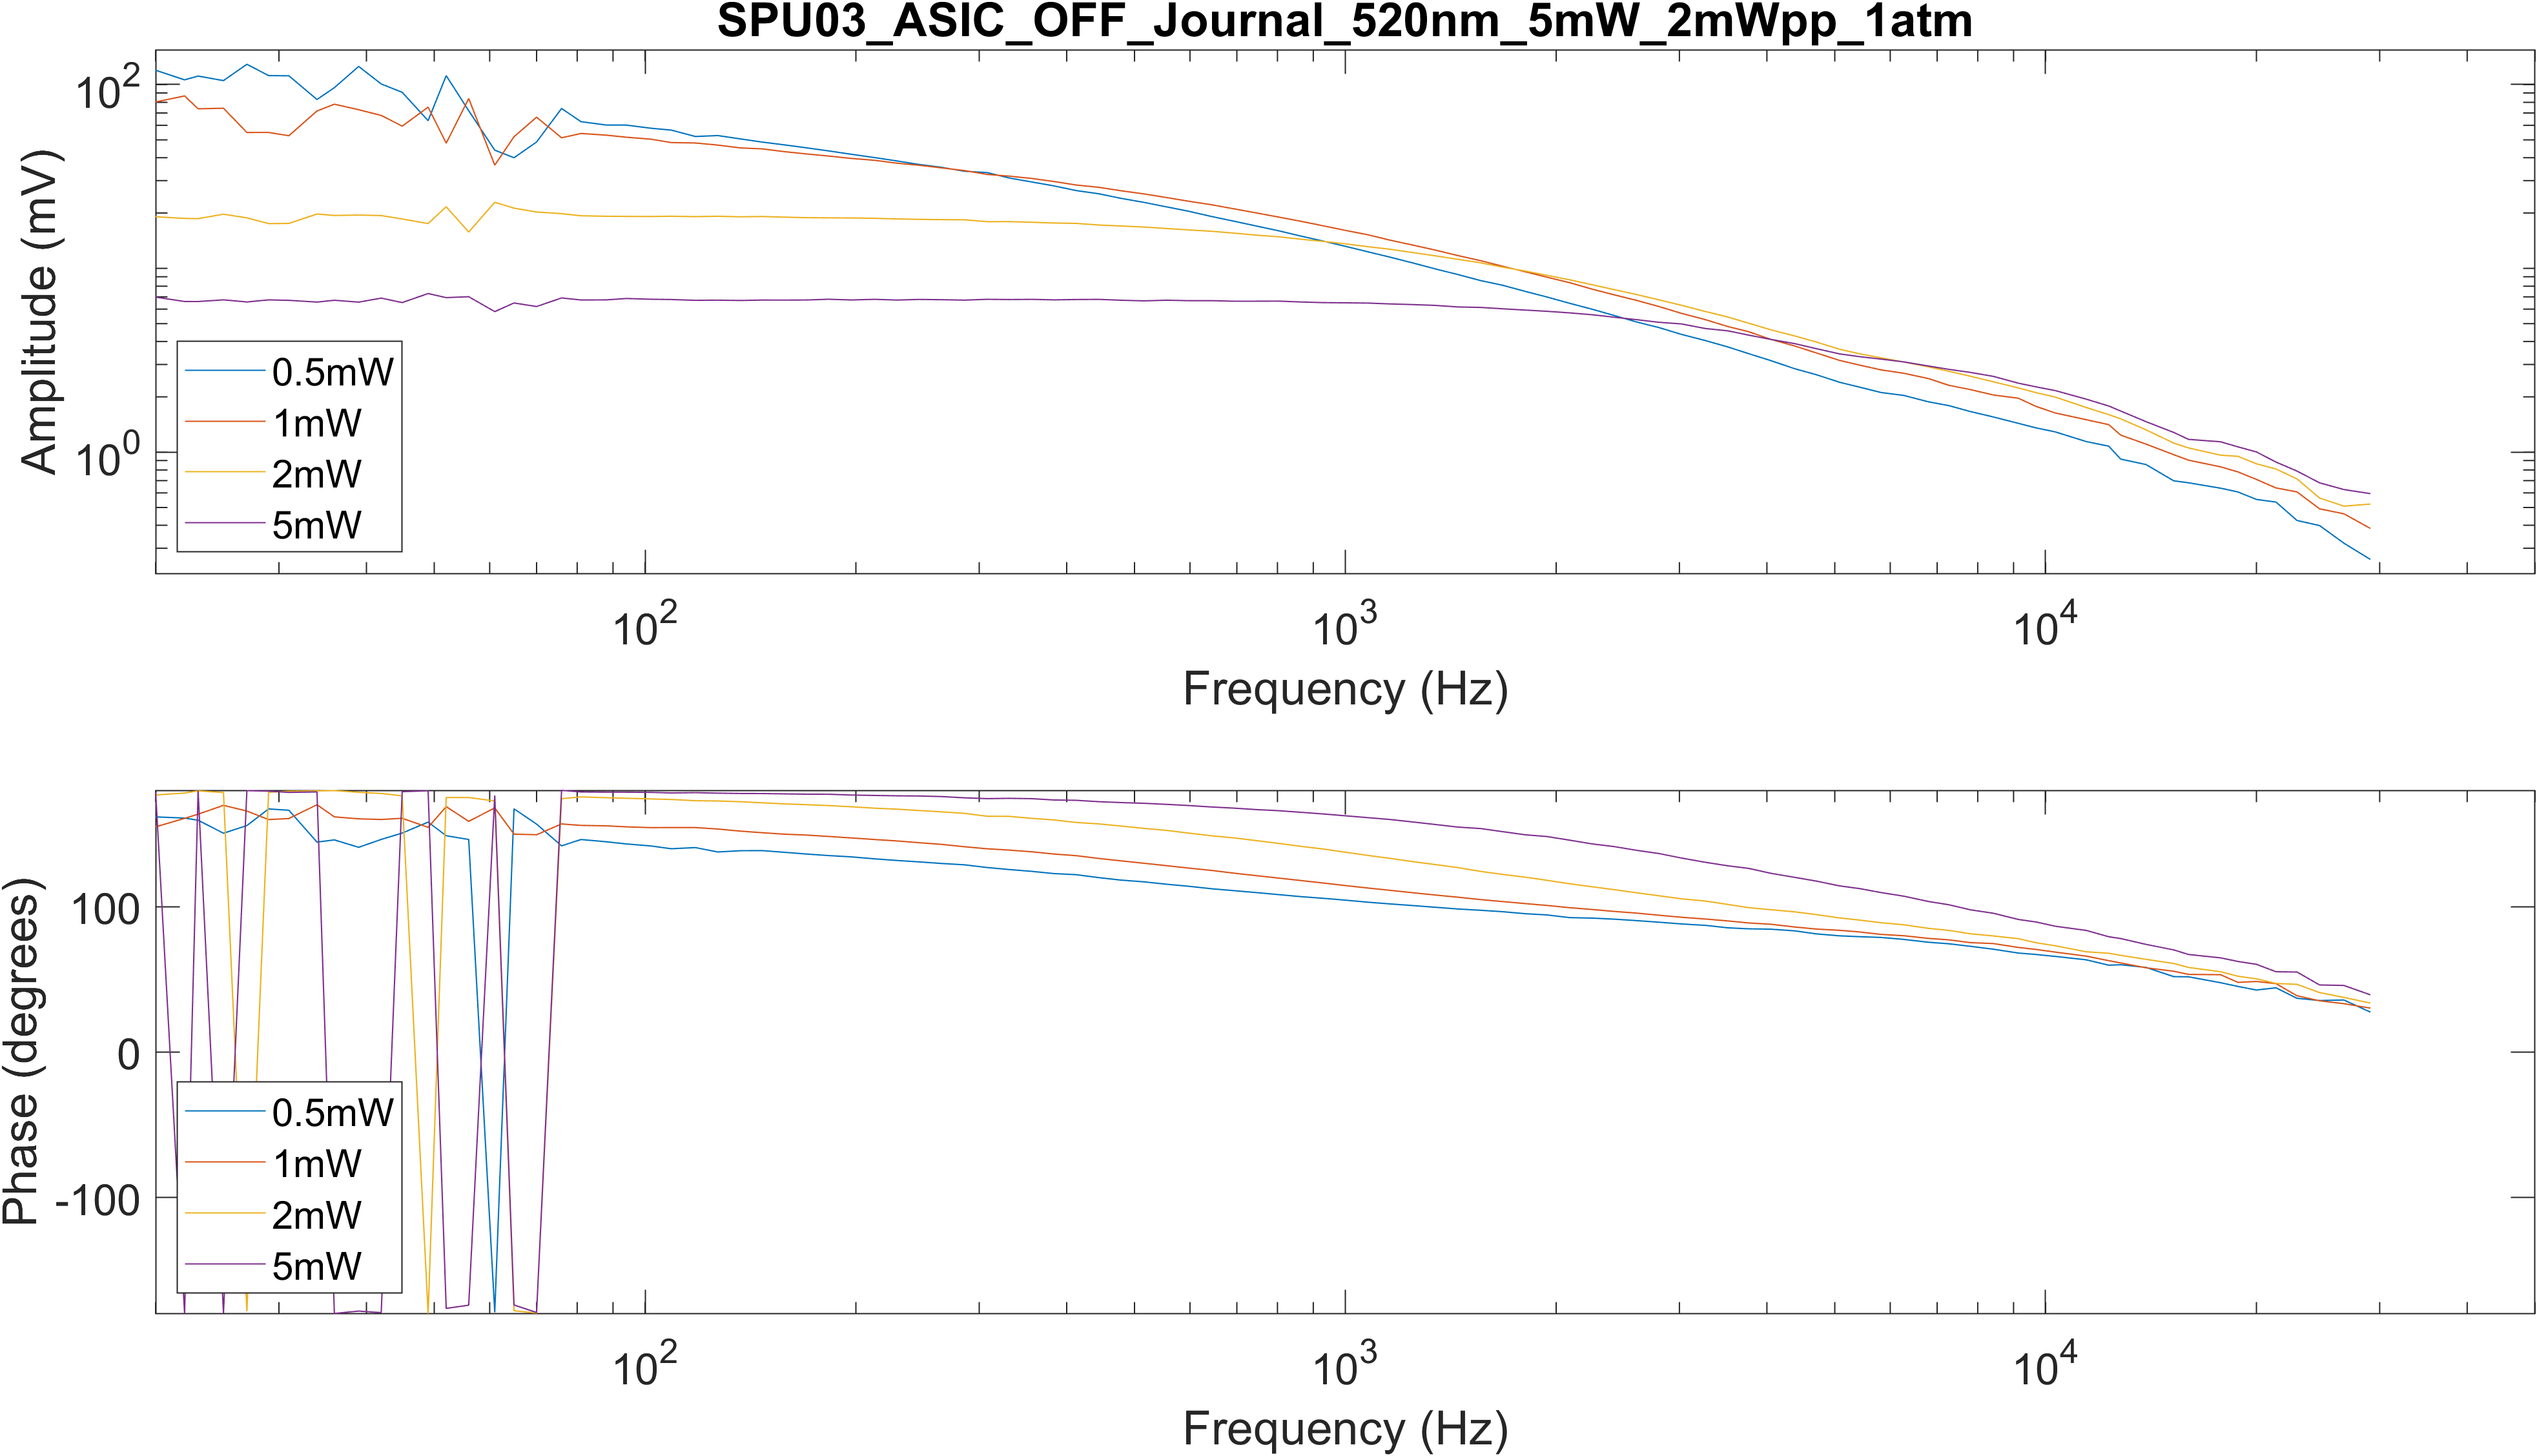 SPU03_ASIC_OFF_Journal_520nm_5mW_2mWpp_1atm
10^2
10^0
Amplitude (mV)
0.5mW
1mW
2mW
5mW
10^2 10^3 10^4
Frequency (Hz)
100
0
-100
Phase (degrees)
0.5mW
1mW
2mW
5mW
10^2 10^3 10^4
Frequency (Hz)